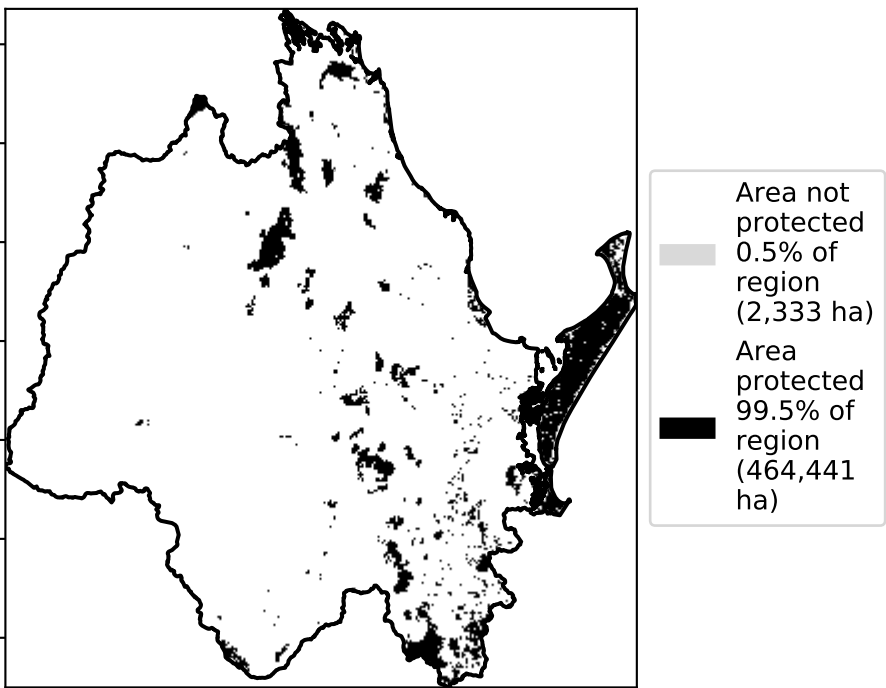 Area not
protected
0.5% of
region
(2,333 ha)
Area
protected
99.5% of
region
(464,441
ha)